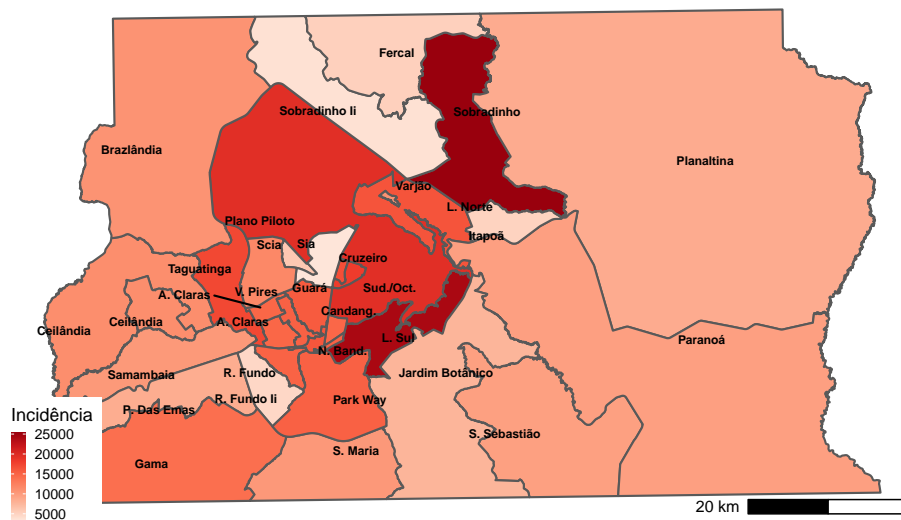 Fercal
Sobradinho Ii
Sobradinho
Brazlândia
Planaltina
Varjão
L. Norte
Plano Piloto
Itapoã
Scia
Sia
Cruzeiro
Taguatinga
Guará
Sud./Oct.
A. Claras
V. Pires
Candang.
Ceilândia
Ceilândia
A. Claras
L. Sul
Paranoá
N. Band.
Samambaia
R. Fundo
Jardim Botânico
R. Fundo Ii
Park Way
P. Das Emas
S. Sebastião
S. Maria
Gama
Incidência
25000
20000
15000
10000
5000
20 km